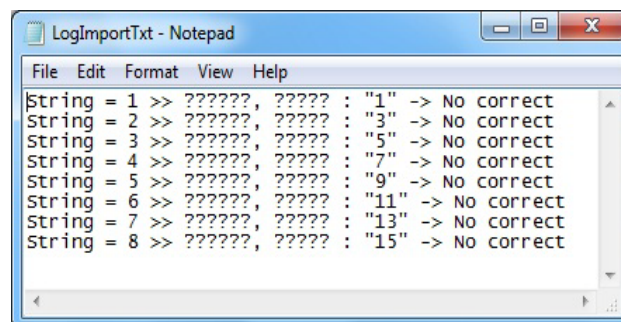 LogImportTxt - Notepad
File Edit Format View Help
String = 1 >> ??????, ????? : "1" -> No correct
String = 2 >> ??????, ????? : "3" -> No correct
String = 3 >> ??????, ????? : "5" -> No correct
String = 4 >> ??????, ????? : "7" -> No correct
String = 5 >> ??????, ????? : "9" -> No correct
String = 6 >> ??????, ????? : "11" -> No correct
String = 7 >> ??????, ????? : "13" -> No correct
String = 8 >> ??????, ????? : "15" -> No correct